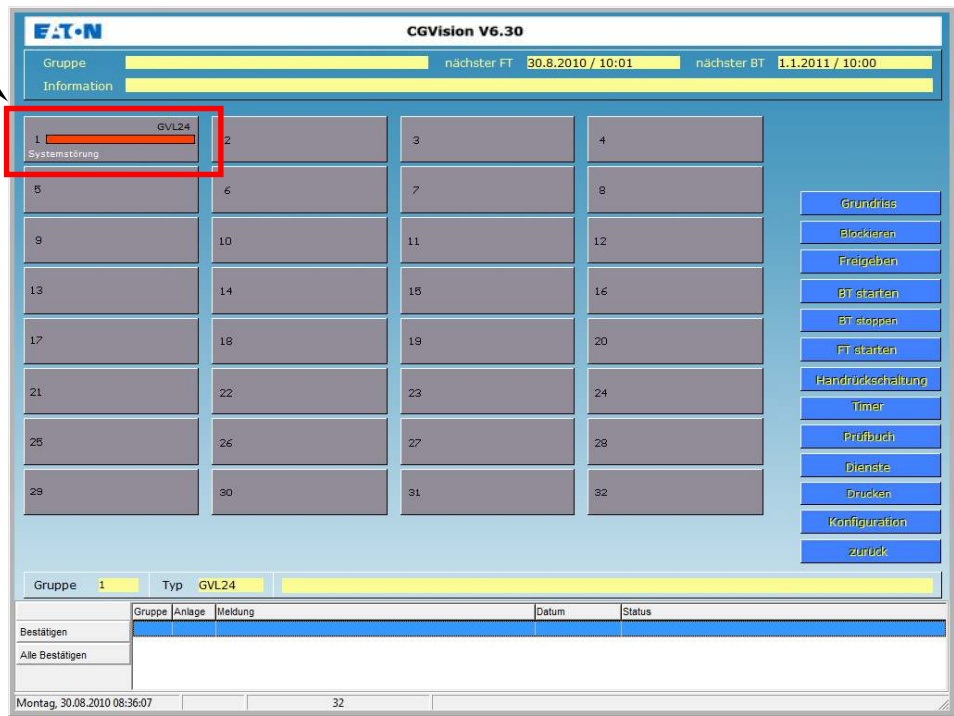 EATON CGVision V6.30
Gruppe nächster FT 30.8.2010 / 10:01 nächster BT 1.1.2011 / 10:00
Information
1 GVL24 Systemstörung
2
3
4
5
6
7
8
9
10
11
12
13
14
15
16
17
18
19
20
21
22
23
24
25
26
27
28
29
30
31
32
Grundriss
Blockieren
Freigeben
BT starten
BT stoppen
FT starten
Handrückschaltung
Timer
Prüfbuch
Dienste
Drucken
Konfiguration
zurück
Gruppe 1 Typ GVL24
Gruppe Anlage Meldung Datum Status
Bestätigen
Alle Bestätigen
Montag, 30.08.2010 08:36:07 32